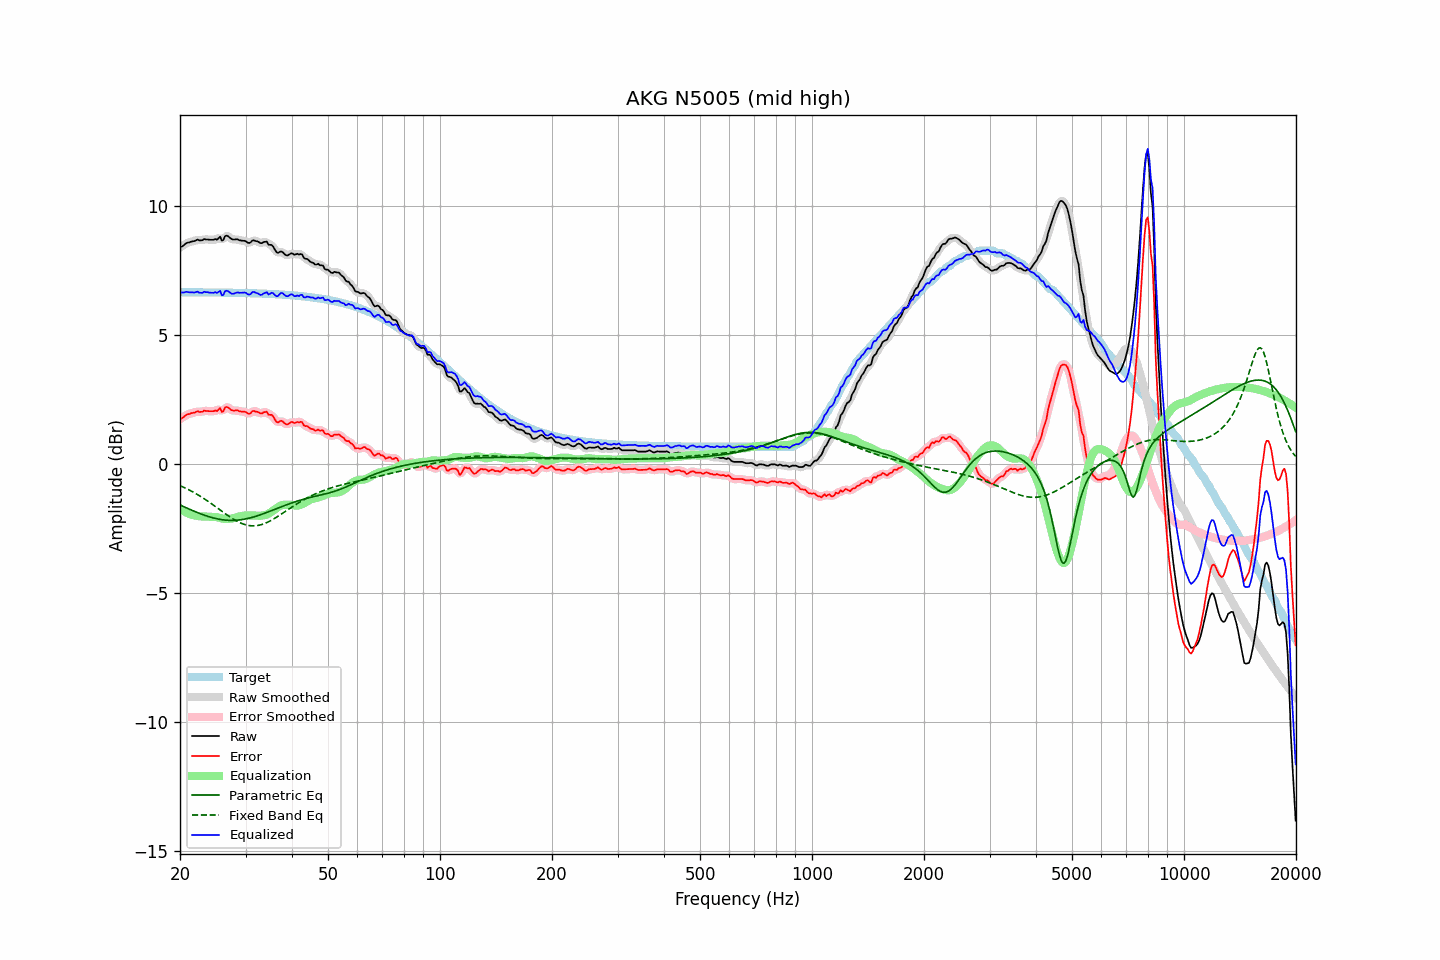 AKG N5005 (mid high)
Amplitude (dBr)
10
5
0
−5
−10
−15
Target
Raw Smoothed
Error Smoothed
Raw
Error
Equalization
Parametric Eq
Fixed Band Eq
Equalized
20
50
100
200
500
1000
2000
5000
10000
20000
Frequency (Hz)